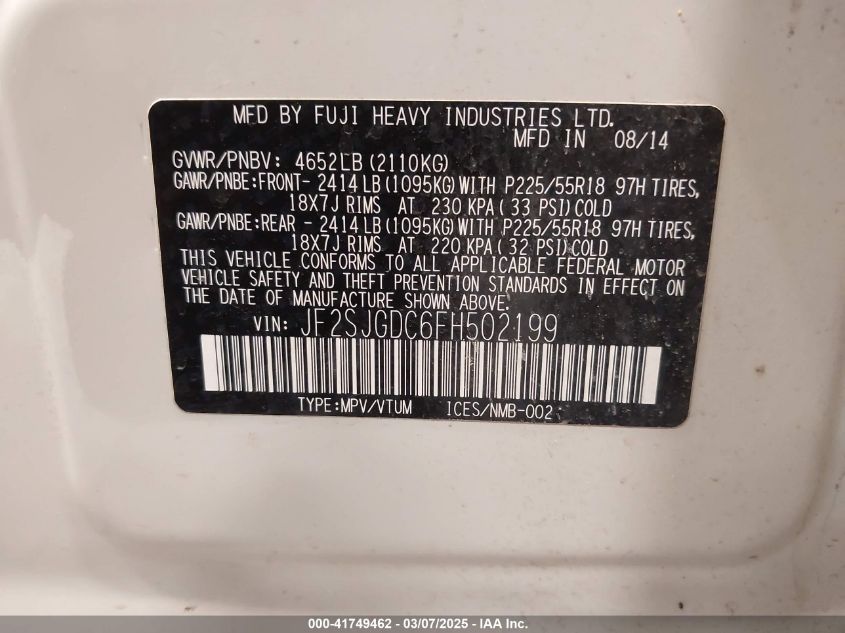 MFD BY FUJI HEAVY INDUSTRIES LTD.
MFD IN 08/14
GVWR/PNBV: 4652LB (2110KG)
GAWR/PNBE:FRONT- 2414 LB (1095KG) WITH P225/55R18 97H TIRES,
18X7J RIMS AT 230 KPA (33 PSI) COLD
GAWR/PNBE:REAR - 2414 LB (1095KG) WITH P225/55R18 97H TIRES,
18X7J RIMS AT 220 KPA (32 PSI) COLD
THIS VEHICLE CONFORMS TO ALL APPLICABLE FEDERAL MOTOR
VEHICLE SAFETY AND THEFT PREVENTION STANDARDS IN EFFECT ON
THE DATE OF MANUFACTURE SHOWN ABOVE.
VIN: JF2SJGDC6FH502199
TYPE:MPV/VTUM ICES/NMB-002
000-41749462 - 03/07/2025 - IAA Inc.